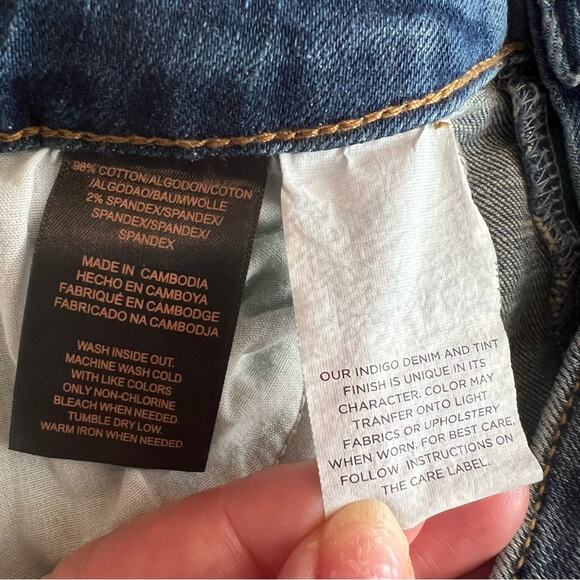 98% COTTON/ALGODON/COTON
/ALGODAO/BAUMWOLLE
2% SPANDEX/SPANDEX/
SPANDEX/SPANDEX/
SPANDEX
MADE IN CAMBODIA
HECHO EN CAMBOYA
FABRIQUÉ EN CAMBODGE
FABRICADO NA CAMBODJA
WASH INSIDE OUT.
MACHINE WASH COLD
WITH LIKE COLORS
ONLY NON-CHLORINE
BLEACH WHEN NEEDED.
TUMBLE DRY LOW.
WARM IRON WHEN NEEDED.
OUR INDIGO DENIM AND TINT
FINISH IS UNIQUE IN ITS
CHARACTER. COLOR MAY
TRANFER ONTO LIGHT
FABRICS OR UPHOLSTERY
WHEN WORN. FOR BEST CARE,
FOLLOW INSTRUCTIONS ON
THE CARE LABEL.